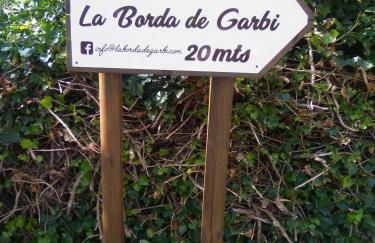 La Borda de Garbi
info@labordadegarbi.com 20 mts